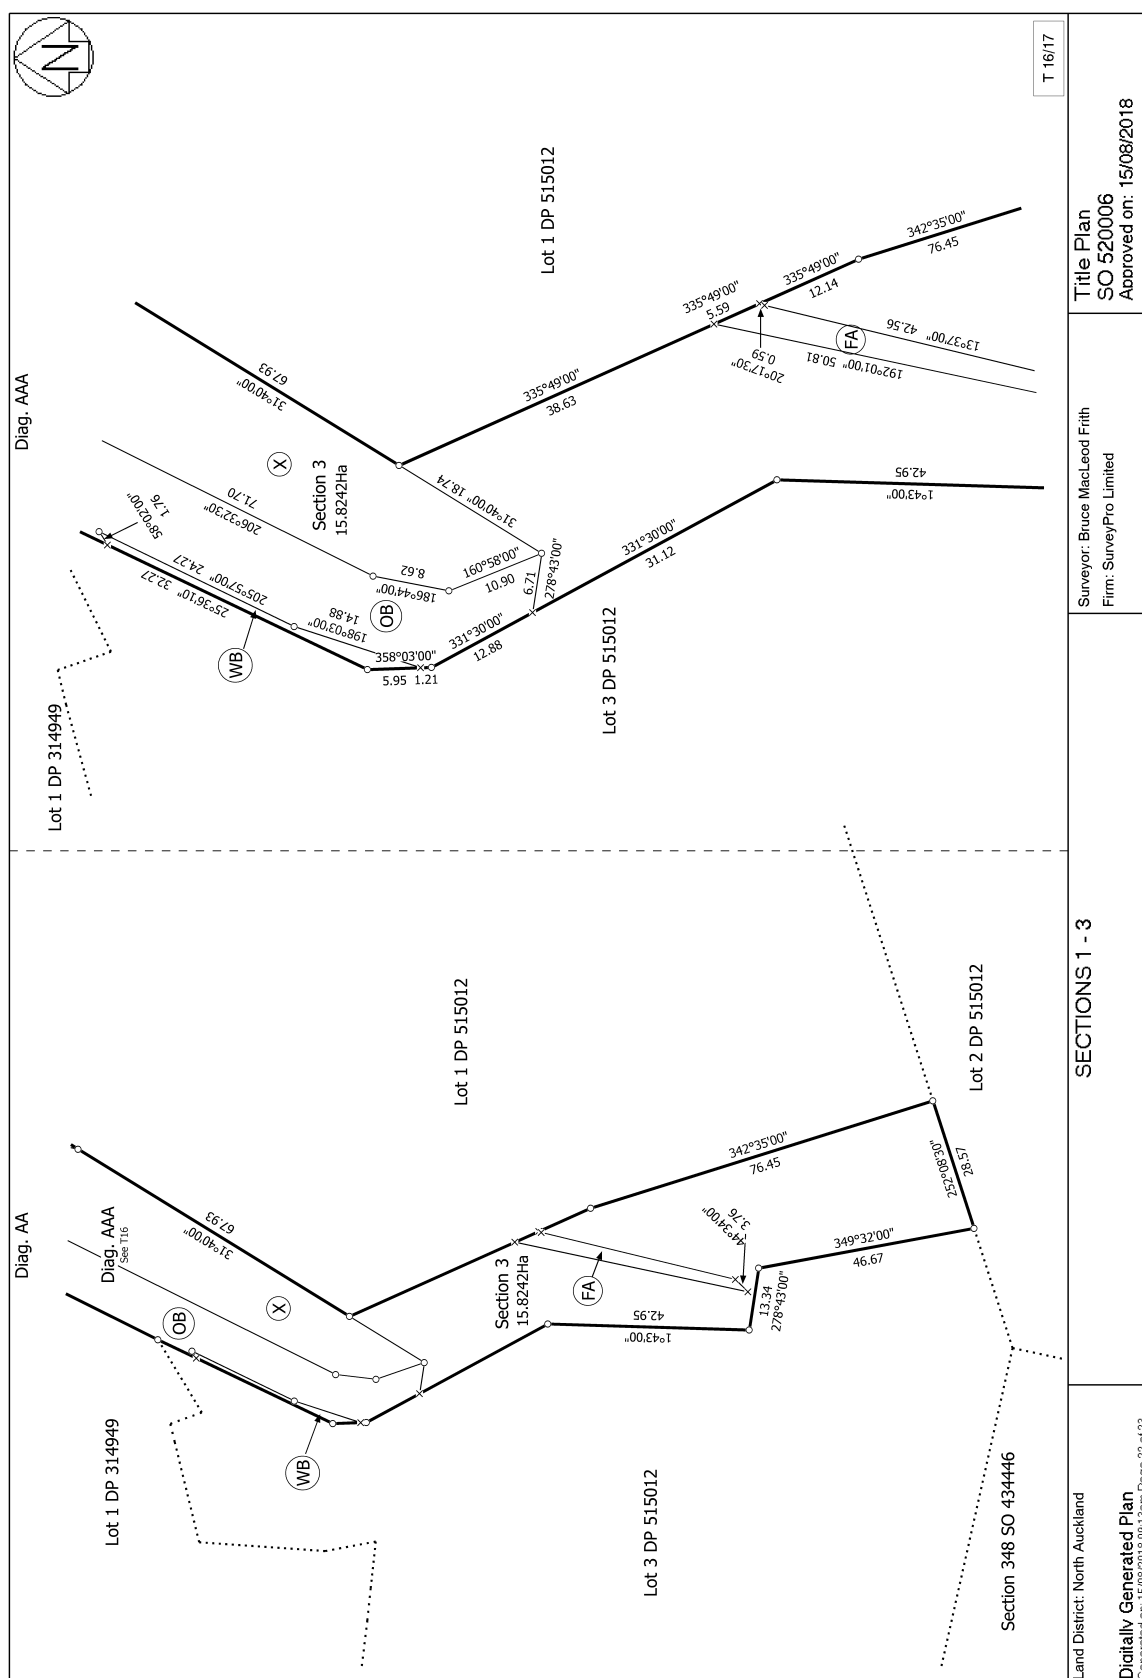 N
T 16/17
Diag. AA
Lot 1 DP 314949
WB
OB
X
Diag. AAA
See T16
31°40'00"
67.93
Lot 1 DP 515012
Section 3
15.8242Ha
FA
44°34'00"
3.76
342°35'00"
76.45
1°43'00"
42.95
13.34
278°43'00"
349°32'00"
46.67
252°08'30"
28.57
Lot 2 DP 515012
Lot 3 DP 515012
Section 348 SO 434446
Diag. AAA
Lot 1 DP 314949
WB
58°02'00"
1.76
205°57'00" 24.27
25°36'10" 32.27
206°32'30"
71.70
X
31°40'00"
67.93
Section 3
15.8242Ha
198°03'00"
14.88
OB
186°44'00"
8.62
160°58'00"
10.90
358°03'00"
5.95 1.21
331°30'00"
12.88
6.71
278°43'00"
31°40'00" 18.74
Lot 1 DP 515012
335°49'00"
38.63
335°49'00"
5.59
335°49'00"
12.14
20°17'30"
0.59
FA
192°01'00" 50.81
13°37'00" 42.56
342°35'00"
76.45
331°30'00"
31.12
1°43'00"
42.95
Lot 3 DP 515012
Land District: North Auckland
Digitally Generated Plan
SECTIONS 1 - 3
Surveyor: Bruce MacLeod Frith
Firm: SurveyPro Limited
Title Plan
SO 520006
Approved on: 15/08/2018